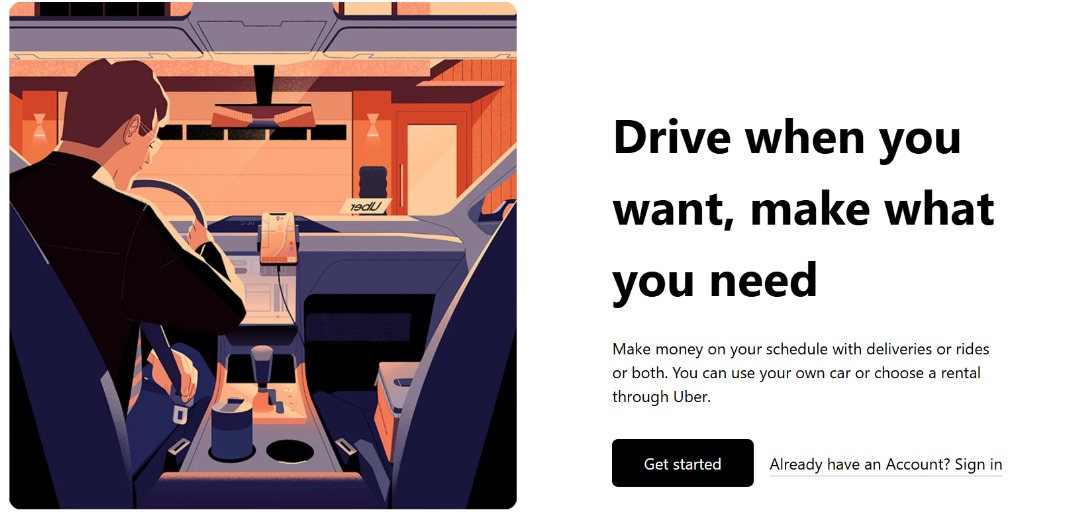 Uber
Drive when you
want, make what
you need
Make money on your schedule with deliveries or rides
or both. You can use your own car or choose a rental
through Uber.
Get started
Already have an Account? Sign in